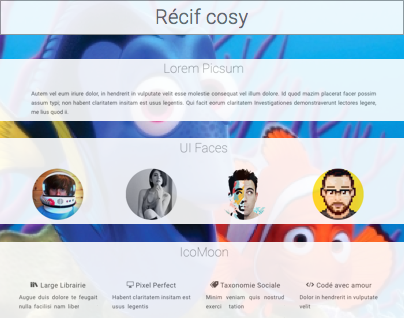 Récif cosy
Lorem Picsum
Autem vel eum iriure dolor, in hendrerit in vulputate velit esse molestie consequat vel illum dolore. Id quod mazim placerat facer possim
assum typi, non habent claritatem insitam est usus legentis. Qui facit eorum claritatem Investigationes demonstraverunt lectores legere,
me lius quod ii.
UI Faces
IcoMoon
Large Librairie
Pixel Perfect
Taxonomie Sociale
Codé avec amour
Augue duis dolore te feugait
nulla facilisi nam liber
Habent claritatem insitam est
usus legentis
Minim veniam quis nostrud
exerci tation
Dolor in hendrerit in vulputate
velit